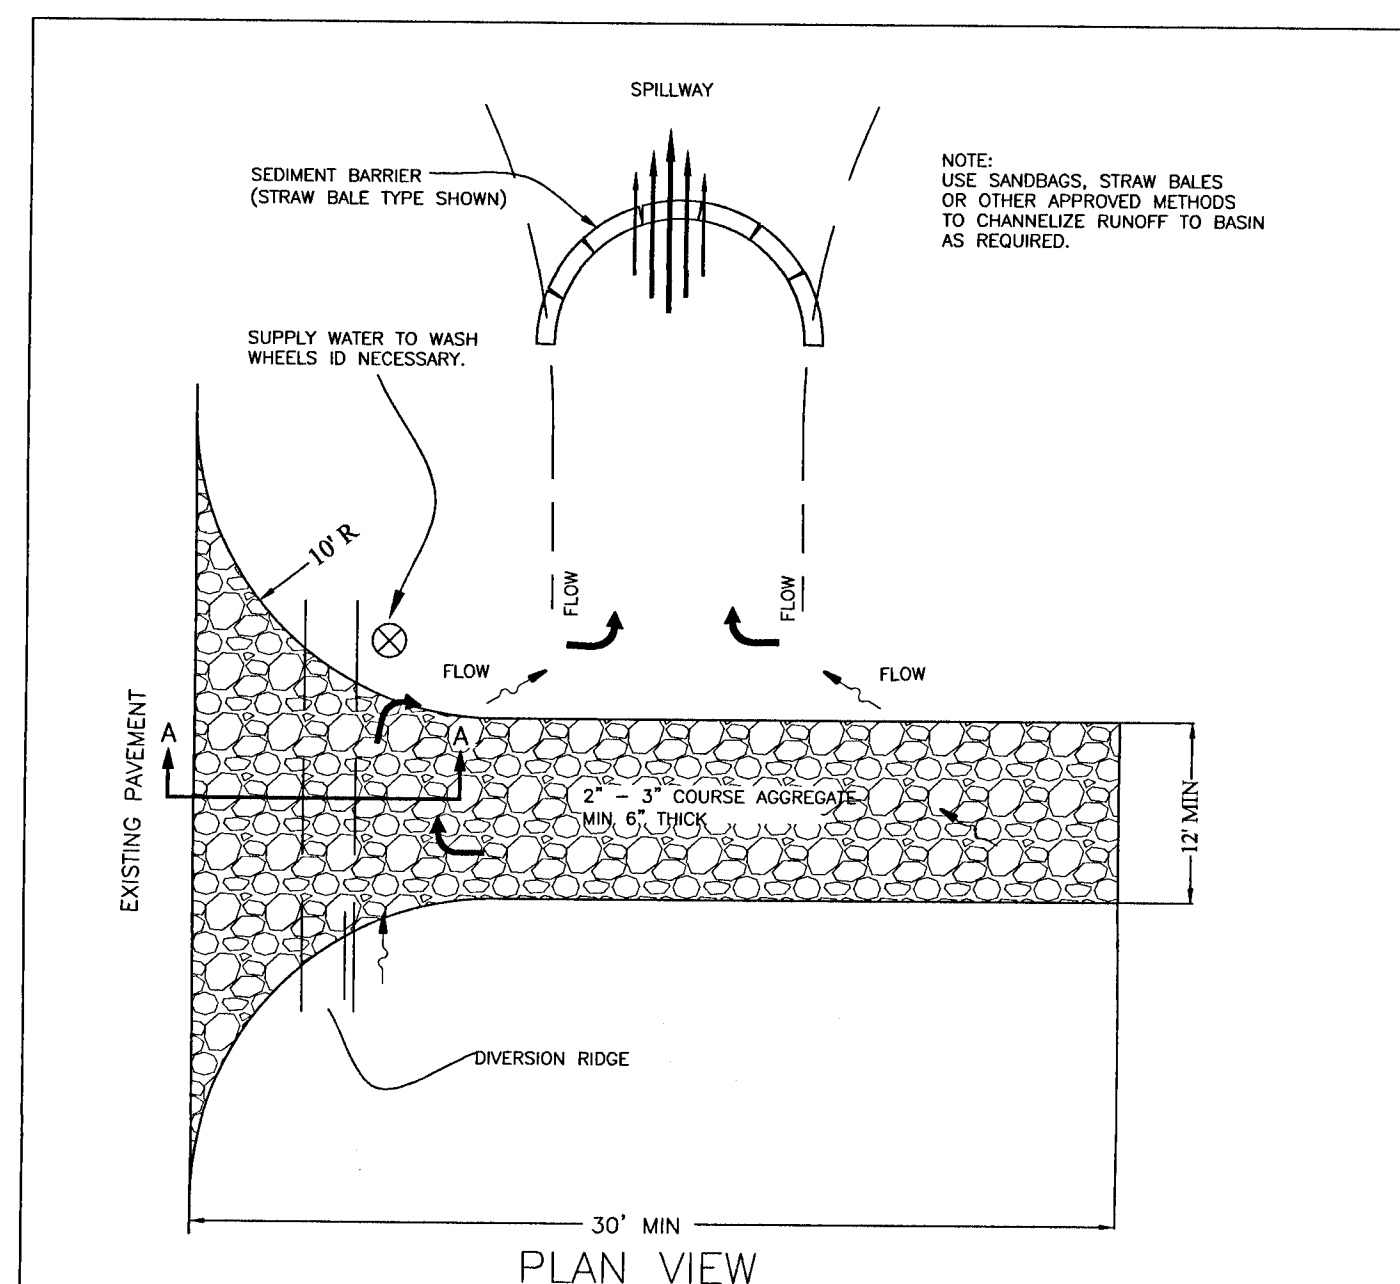 SPILLWAY
SEDIMENT BARRIER
(STRAW BALE TYPE SHOWN)
NOTE:
USE SANDBAGS, STRAW BALES
OR OTHER APPROVED METHODS
TO CHANNELIZE RUNOFF TO BASIN
AS REQUIRED.
SUPPLY WATER TO WASH
WHEELS ID NECESSARY.
10' R
FLOW
FLOW
FLOW
FLOW
EXISTING PAVEMENT
A
A
2" - 3" COURSE AGGREGATE
MIN. 6" THICK
12' MIN
DIVERSION RIDGE
30' MIN
PLAN VIEW